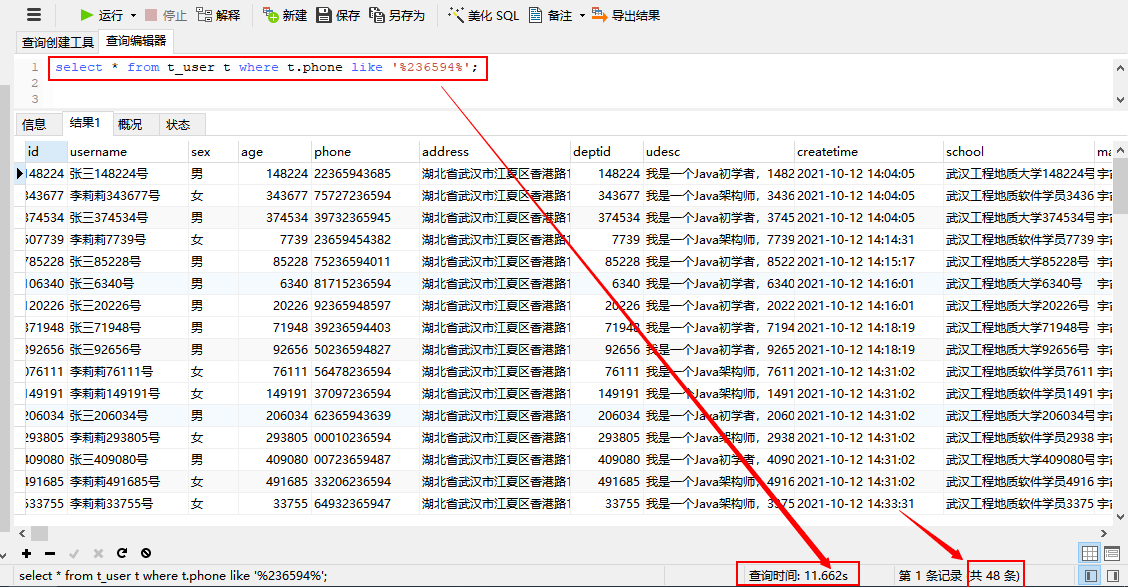 运行 停止 解释 新建 保存 另存为 美化 SQL 备注 导出结果
查询创建工具 查询编辑器
1 select * from t_user t where t.phone like '%236594%';
2
3
信息 结果1 概况 状态
id username sex age phone address deptid udesc createtime school ma
148224 张三148224号 男 148224 22365943685 湖北省武汉市江夏区香港路1 148224 我是一个Java初学者，1482 2021-10-12 14:04:05 武汉工程地质大学148224号 宇宙
343677 李莉莉343677号 女 343677 75727236594 湖北省武汉市江夏区香港路1 343677 我是一个Java架构师，3436 2021-10-12 14:04:05 武汉工程地质软件学员3436 宇宙
374534 张三374534号 男 374534 39732365945 湖北省武汉市江夏区香港路1 374534 我是一个Java初学者，3745 2021-10-12 14:04:05 武汉工程地质大学374534号 宇宙
507739 李莉莉7739号 女 7739 23659454382 湖北省武汉市江夏区香港路1 7739 我是一个Java架构师，7739 2021-10-12 14:14:31 武汉工程地质软件学员7739 宇宙
785228 张三85228号 男 85228 75236594011 湖北省武汉市江夏区香港路1 85228 我是一个Java初学者，8522 2021-10-12 14:15:17 武汉工程地质大学85228号 宇宙
106340 张三6340号 男 6340 81715236594 湖北省武汉市江夏区香港路1 6340 我是一个Java初学者，6340 2021-10-12 14:16:01 武汉工程地质大学6340号 宇宙
120226 张三20226号 男 20226 92365948597 湖北省武汉市江夏区香港路1 20226 我是一个Java初学者，2022 2021-10-12 14:16:01 武汉工程地质大学20226号 宇宙
371948 张三71948号 男 71948 39236594403 湖北省武汉市江夏区香港路1 71948 我是一个Java初学者，7194 2021-10-12 14:18:19 武汉工程地质大学71948号 宇宙
392656 张三92656号 男 92656 50236594827 湖北省武汉市江夏区香港路1 92656 我是一个Java初学者，9265 2021-10-12 14:18:19 武汉工程地质大学92656号 宇宙
076111 李莉莉76111号 女 76111 56478236594 湖北省武汉市江夏区香港路1 76111 我是一个Java架构师，7611 2021-10-12 14:31:02 武汉工程地质软件学员7611 宇宙
149191 李莉莉149191号 女 149191 37097236594 湖北省武汉市江夏区香港路1 149191 我是一个Java架构师，1491 2021-10-12 14:31:02 武汉工程地质软件学员1491 宇宙
206034 张三206034号 男 206034 62365943639 湖北省武汉市江夏区香港路1 206034 我是一个Java初学者，2060 2021-10-12 14:31:02 武汉工程地质大学206034号 宇宙
293805 李莉莉293805号 女 293805 00010236594 湖北省武汉市江夏区香港路1 293805 我是一个Java架构师，2938 2021-10-12 14:31:02 武汉工程地质软件学员2938 宇宙
409080 张三409080号 男 409080 00723659487 湖北省武汉市江夏区香港路1 409080 我是一个Java初学者，4090 2021-10-12 14:31:02 武汉工程地质大学409080号 宇宙
491685 李莉莉491685号 女 491685 33206236594 湖北省武汉市江夏区香港路1 491685 我是一个Java架构师，4916 2021-10-12 14:31:02 武汉工程地质软件学员4916 宇宙
533755 李莉莉33755号 女 33755 64932365947 湖北省武汉市江夏区香港路1 33755 我是一个Java架构师，3375 2021-10-12 14:33:31 武汉工程地质软件学员3375 宇宙
select * from t_user t where t.phone like '%236594%'; 查询时间: 11.662s 第 1 条记录 (共 48 条)